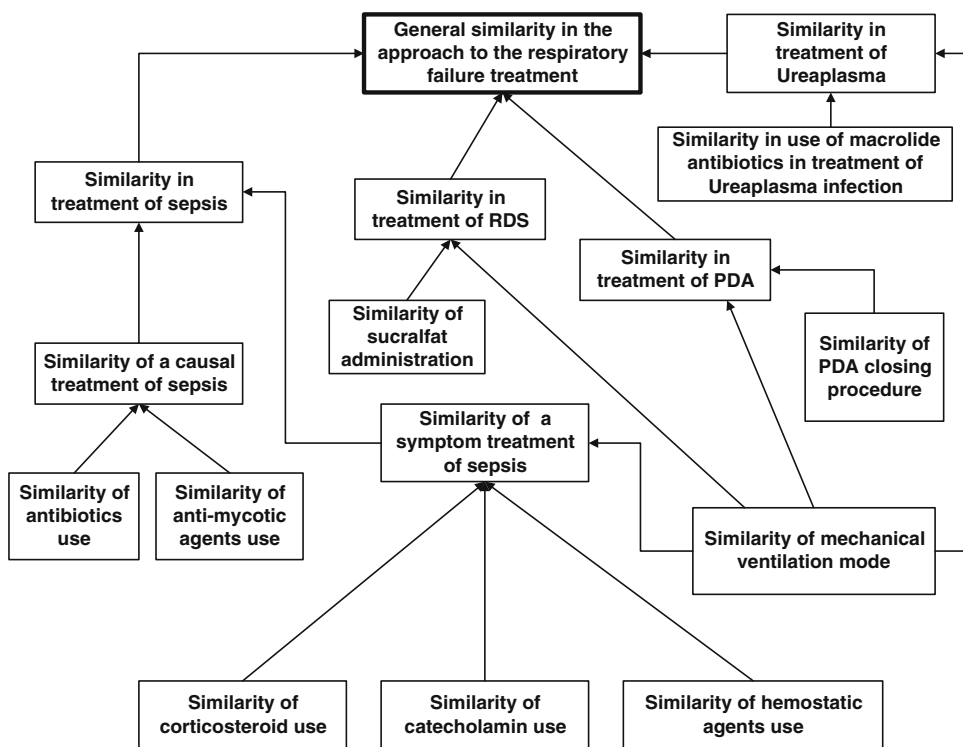 General similarity in the
approach to the respiratory
failure treatment
Similarity in
treatment of
Ureaplasma
Similarity in use of macrolide
antibiotics in treatment of
Ureaplasma infection
Similarity in
treatment of sepsis
Similarity in
treatment of RDS
Similarity in
treatment of PDA
Similarity of
sucralfat
administration
Similarity of
PDA closing
procedure
Similarity of a causal
treatment of sepsis
Similarity of a
symptom treatment
of sepsis
Similarity of
antibiotics
use
Similarity of
anti-mycotic
agents use
Similarity of mechanical
ventilation mode
Similarity of
corticosteroid use
Similarity of
catecholamin use
Similarity of hemostatic
agents use